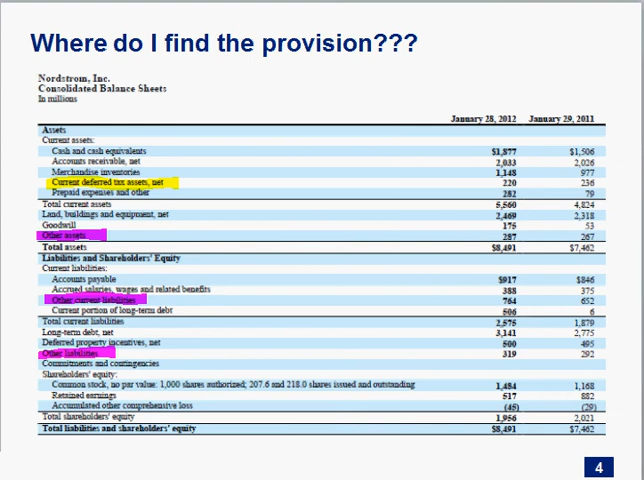 Where do I find the provision???
Nordstrom, Inc.
Consolidated Balance Sheets
In millions
January 28, 2012 January 29, 2011
Assets
Current assets:
Cash and cash equivalents $1,877 $1,506
Accounts receivable, net 2,033 2,026
Merchandise inventories 1,148 977
Current deferred tax assets, net 220 236
Prepaid expenses and other 282 79
Total current assets 5,560 4,824
Land, buildings and equipment, net 2,469 2,318
Goodwill 175 53
Other assets 287 267
Total assets $8,491 $7,462
Liabilities and Shareholders' Equity
Current liabilities:
Accounts payable $917 $846
Accrued salaries, wages and related benefits 388 375
Other current liabilities 764 652
Current portion of long-term debt 506 6
Total current liabilities 2,575 1,879
Long-term debt, net 3,141 2,775
Deferred property incentives, net 500 495
Other liabilities 319 292
Commitments and contingencies
Shareholders' equity:
Common stock, no par value: 1,000 shares authorized; 207.6 and 218.0 shares issued and outstanding 1,484 1,168
Retained earnings 517 882
Accumulated other comprehensive loss (45) (29)
Total shareholders' equity 1,956 2,021
Total liabilities and shareholders' equity $8,491 $7,462
4